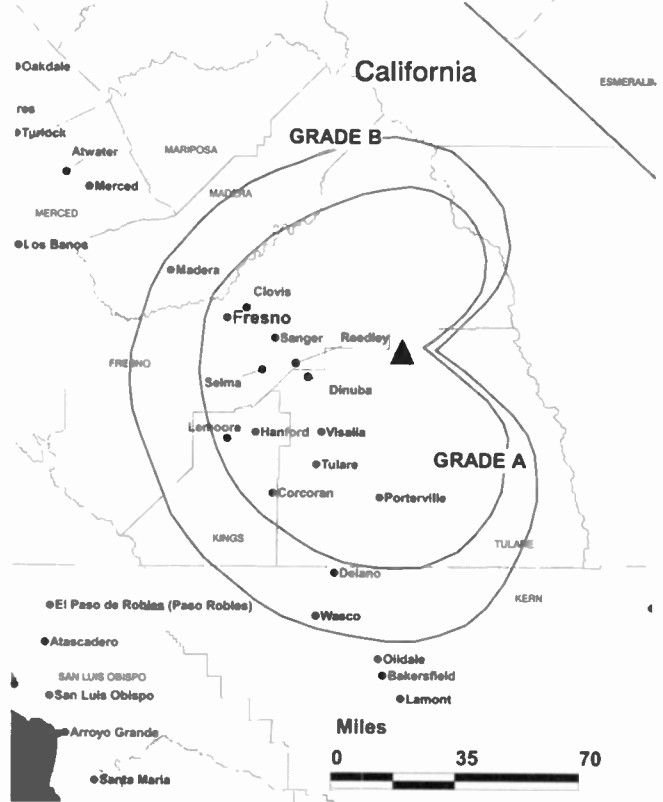 California
Oakdale
ESMERALDA
res
Turlock
GRADE B
Atwater
MARIPOSA
Merced
MADERA
MERCED
Los Banos
Madera
Clovis
Fresno
Sanger
Reedley
FRESNO
Selma
Dinuba
Lemoore
Hanford
Visalia
GRADE A
Tulare
Corcoran
Porterville
KINGS
TULARE
Delano
KERN
El Paso de Robles (Paso Robles)
Wasco
Atascadero
Oildale
SAN LUIS OBISPO
Bakersfield
San Luis Obispo
Lamont
Arroyo Grande
Miles
0 35 70
Santa Maria